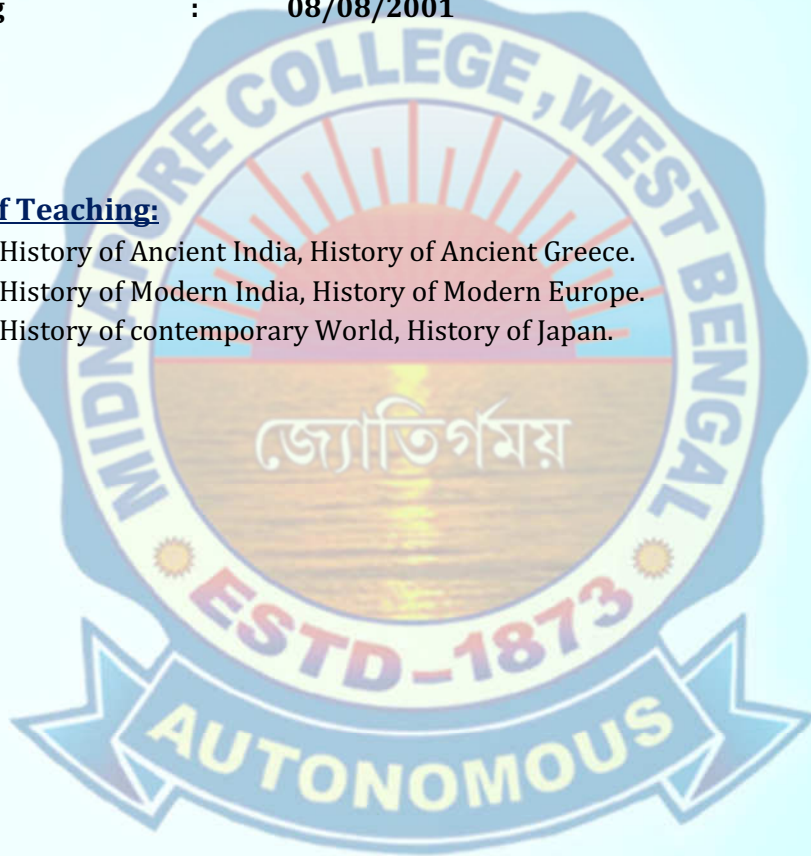 : 08/08/2001
f Teaching:
History of Ancient India, History of Ancient Greece.
History of Modern India, History of Modern Europe.
History of contemporary World, History of Japan.
MIDNAPORE COLLEGE, WEST BENGAL
জ্যোতির্গময়
ESTD-1873
AUTONOMOUS